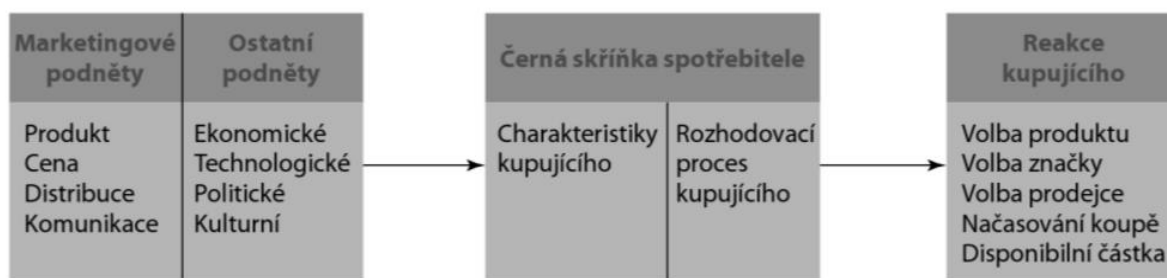 Marketingové
podněty
Ostatní
podněty
Černá skříňka spotřebitele
Reakce
kupujícího
Produkt
Cena
Distribuce
Komunikace
Ekonomické
Technologické
Politické
Kulturní
Charakteristiky
kupujícího
Rozhodovací
proces
kupujícího
Volba produktu
Volba značky
Volba prodejce
Načasování koupě
Disponibilní částka